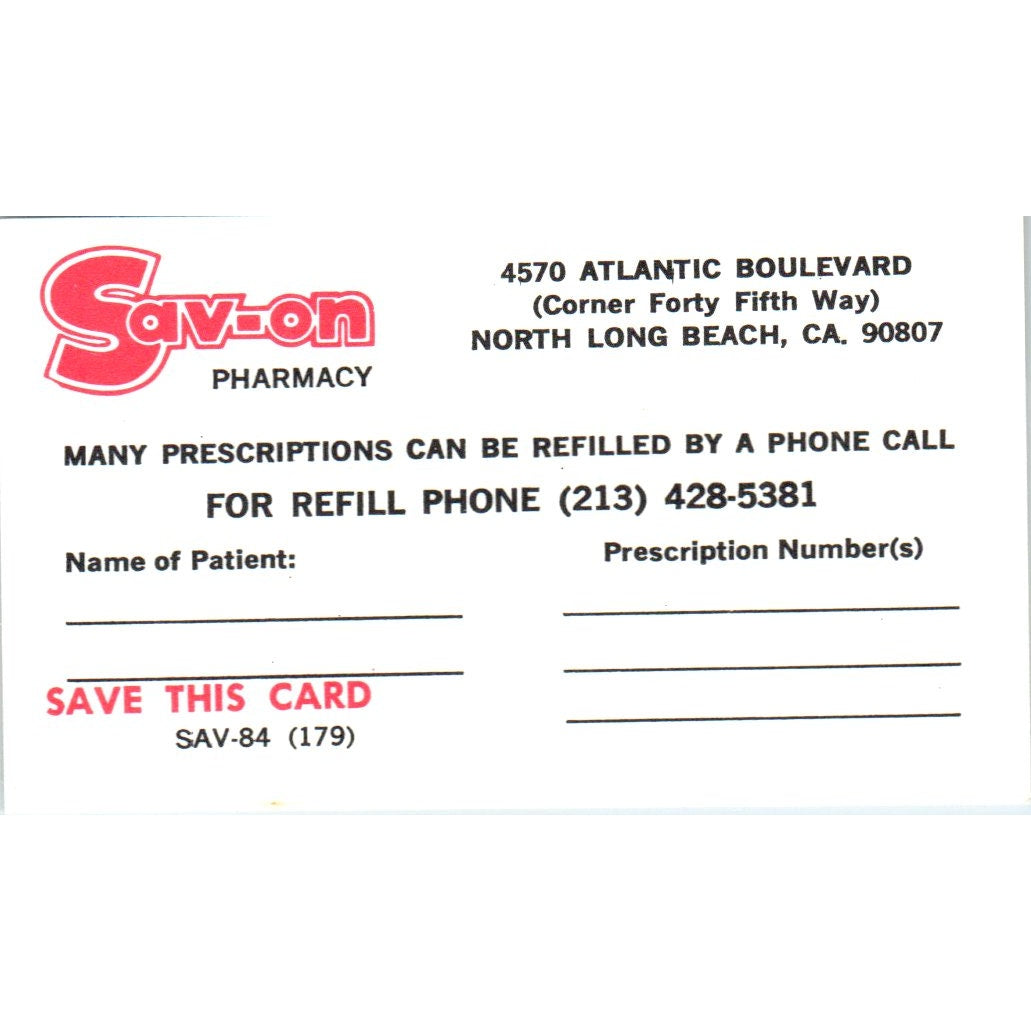 Sav-on
PHARMACY
4570 ATLANTIC BOULEVARD
(Corner Forty Fifth Way)
NORTH LONG BEACH, CA. 90807
MANY PRESCRIPTIONS CAN BE REFILLED BY A PHONE CALL
FOR REFILL PHONE (213) 428-5381
Name of Patient:
Prescription Number(s)
SAVE THIS CARD
SAV-84 (179)